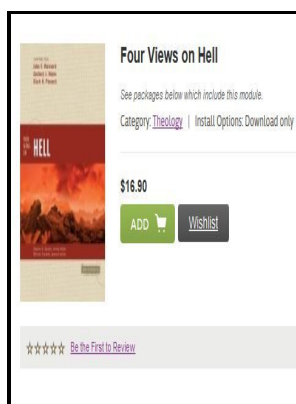 Four Views on Hell
See packages below which include this module.
Category: Theology | Install Options: Download only
HELL
$16.90
ADD
Wishlist
Be the First to Review